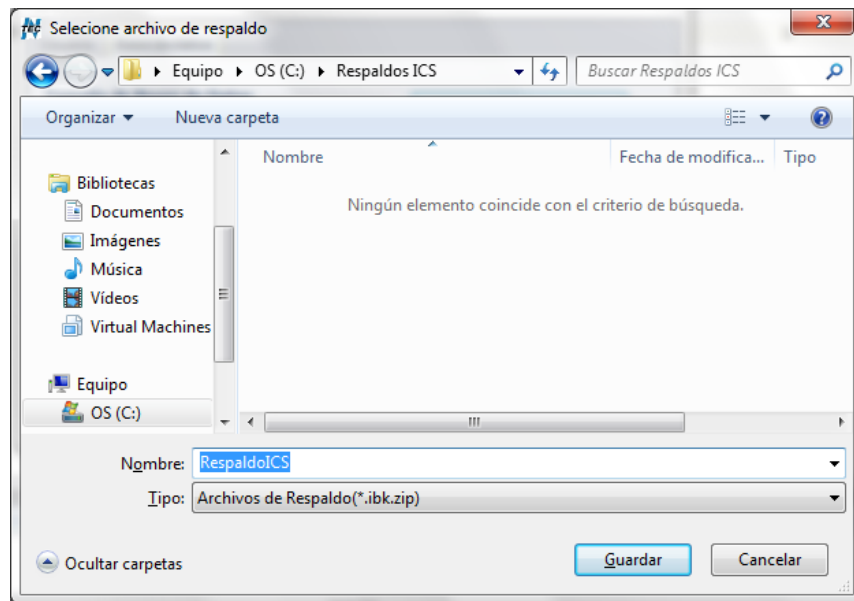 Selecione archivo de respaldo
Equipo OS (C:) Respaldos ICS
Buscar Respaldos ICS
Organizar Nueva carpeta
Nombre Fecha de modifica... Tipo
Ningún elemento coincide con el criterio de búsqueda.
Bibliotecas
Documentos
Imágenes
Música
Vídeos
Virtual Machines
Equipo
OS (C:)
Nombre: RespaldoICS
Tipo: Archivos de Respaldo(*.ibk.zip)
Ocultar carpetas
Guardar
Cancelar